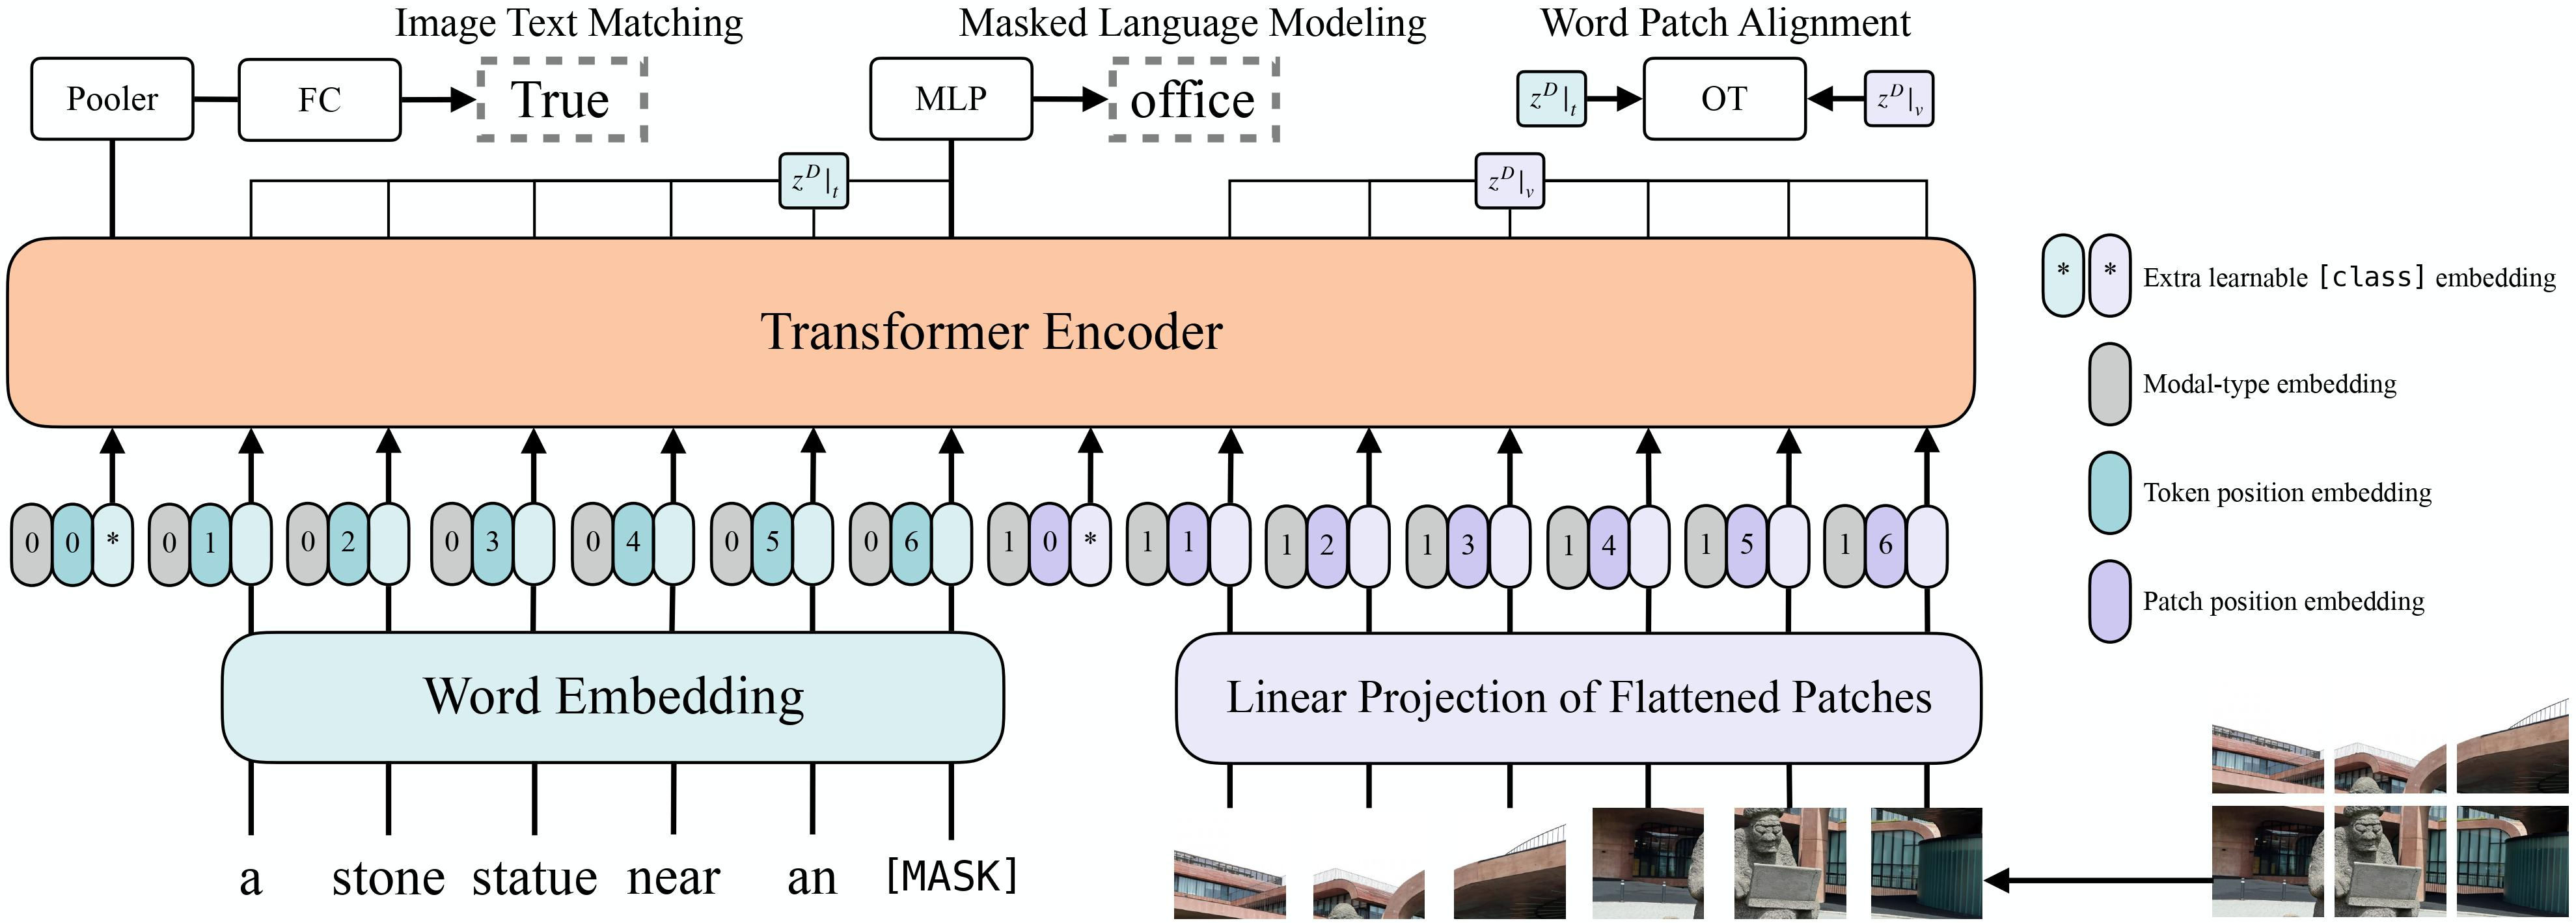 Image Text Matching
Masked Language Modeling
Word Patch Alignment
Pooler
FC
True
MLP
office
z^D|_t
OT
z^D|_v
z^D|_t
z^D|_v
Transformer Encoder
* * Extra learnable [class] embedding
Modal-type embedding
Token position embedding
Patch position embedding
0 0 *
0 1
0 2
0 3
0 4
0 5
0 6
1 0 *
1 1
1 2
1 3
1 4
1 5
1 6
Word Embedding
Linear Projection of Flattened Patches
a stone statue near an [MASK]